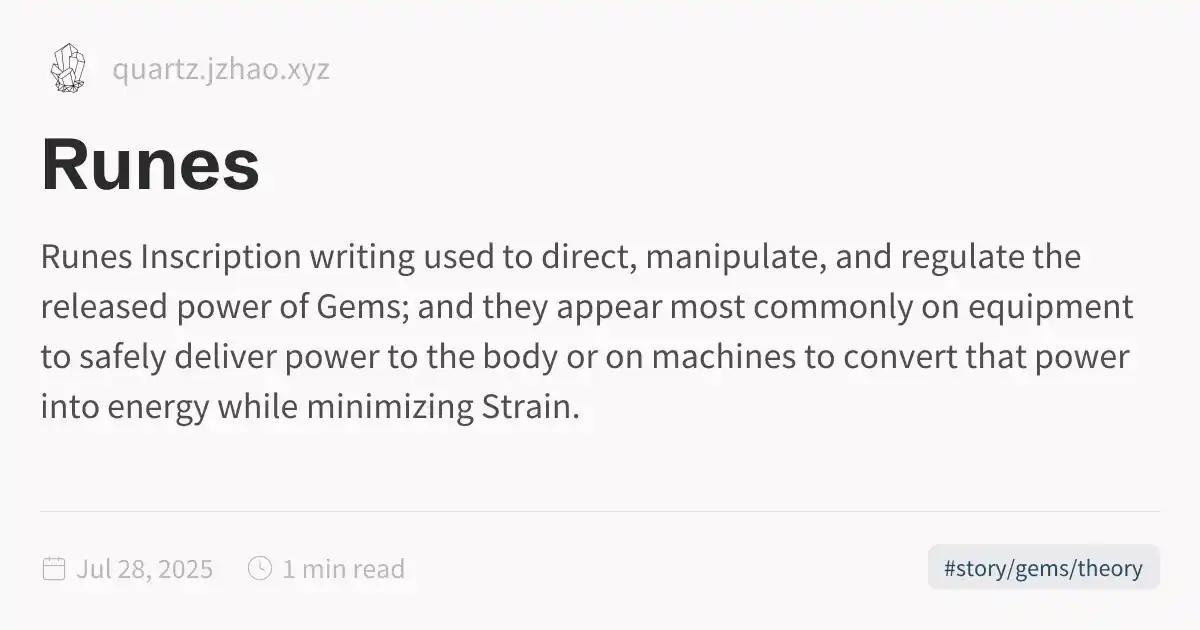 quartz.jzhao.xyz
Runes
Runes Inscription writing used to direct, manipulate, and regulate the
released power of Gems; and they appear most commonly on equipment
to safely deliver power to the body or on machines to convert that power
into energy while minimizing Strain.
Jul 28, 2025 1 min read
#story/gems/theory